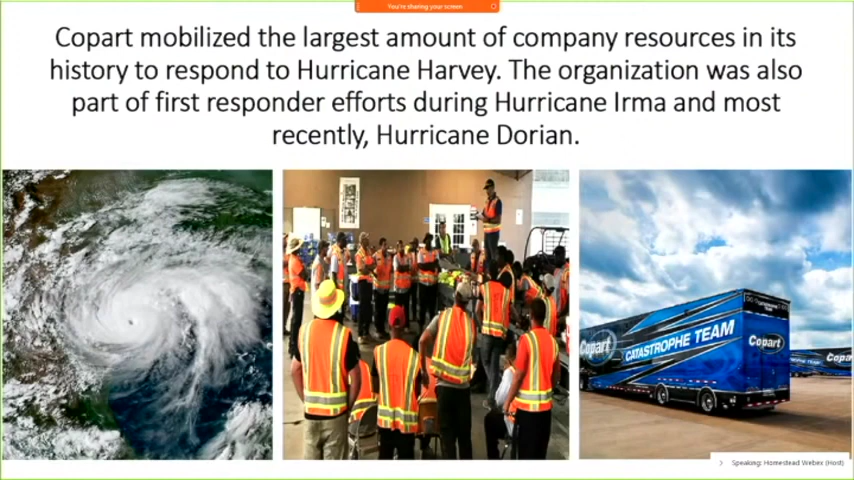 You're sharing your screen
Copart mobilized the largest amount of company resources in its
history to respond to Hurricane Harvey. The organization was also
part of first responder efforts during Hurricane Irma and most
recently, Hurricane Dorian.
Copart
CATASTROPHE TEAM
Copart
Copa
Speaking: Homestead Webex (Host)